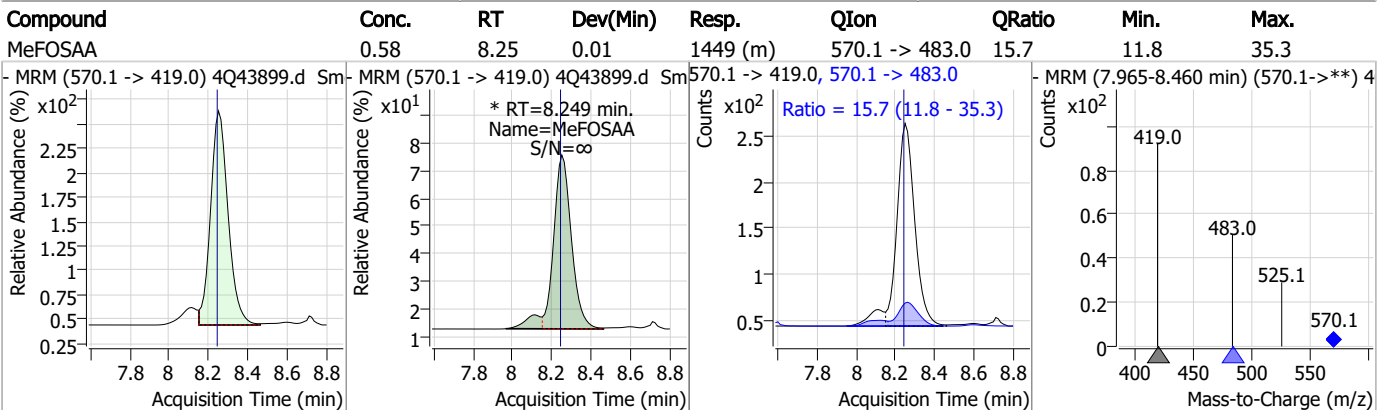 Compound Conc. RT Dev(Min) Resp. QIon QRatio Min. Max.
MeFOSAA 0.58 8.25 0.01 1449 (m) 570.1 -> 483.0 15.7 11.8 35.3
- MRM (570.1 -> 419.0) 4Q43899.d Sm
x10²
Relative Abundance (%)
2.25
2
1.75
1.5
1.25
1
0.75
0.5
0.25
7.8 8 8.2 8.4 8.6 8.8
Acquisition Time (min)
- MRM (570.1 -> 419.0) 4Q43899.d Sm
x10¹
* RT=8.249 min.
Name=MeFOSAA
S/N=∞
Relative Abundance (%)
8
7
6
5
4
3
2
1
7.8 8 8.2 8.4 8.6 8.8
Acquisition Time (min)
570.1 -> 419.0, 570.1 -> 483.0
x10²
Ratio = 15.7 (11.8 - 35.3)
Counts
2.5
2
1.5
1
0.5
7.8 8 8.2 8.4 8.6 8.8
Acquisition Time (min)
- MRM (7.965-8.460 min) (570.1->**) 4
x10²
Counts
419.0
483.0
525.1
570.1
0.8
0.6
0.4
0.2
0
400 450 500 550
Mass-to-Charge (m/z)